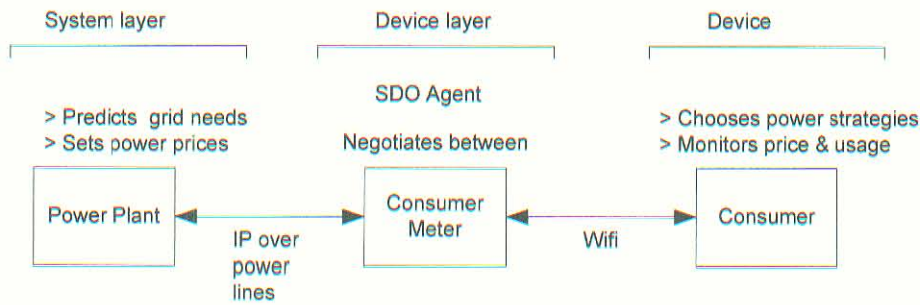 System layer
Device layer
Device
SDO Agent
> Predicts grid needs
> Sets power prices
Negotiates between
> Chooses power strategies
> Monitors price & usage
Power Plant
IP over
power
lines
Consumer
Meter
Wifi
Consumer